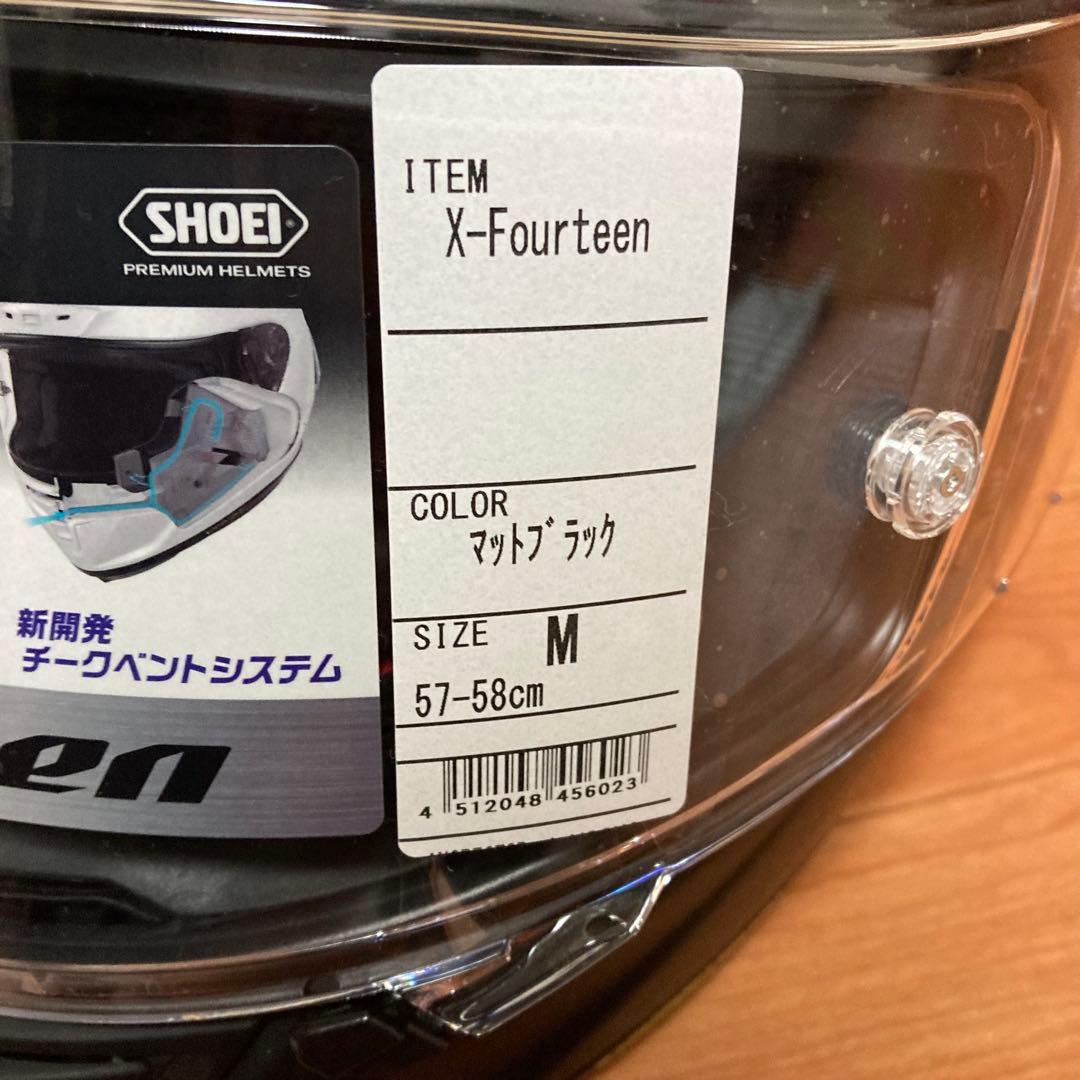 SHOEI
PREMIUM HELMETS
新開発
チークベントシステム
en
ITEM
X-Fourteen
COLOR
ﾏｯﾄﾌﾞﾗｯｸ
SIZE M
57-58cm
4 512048 456023